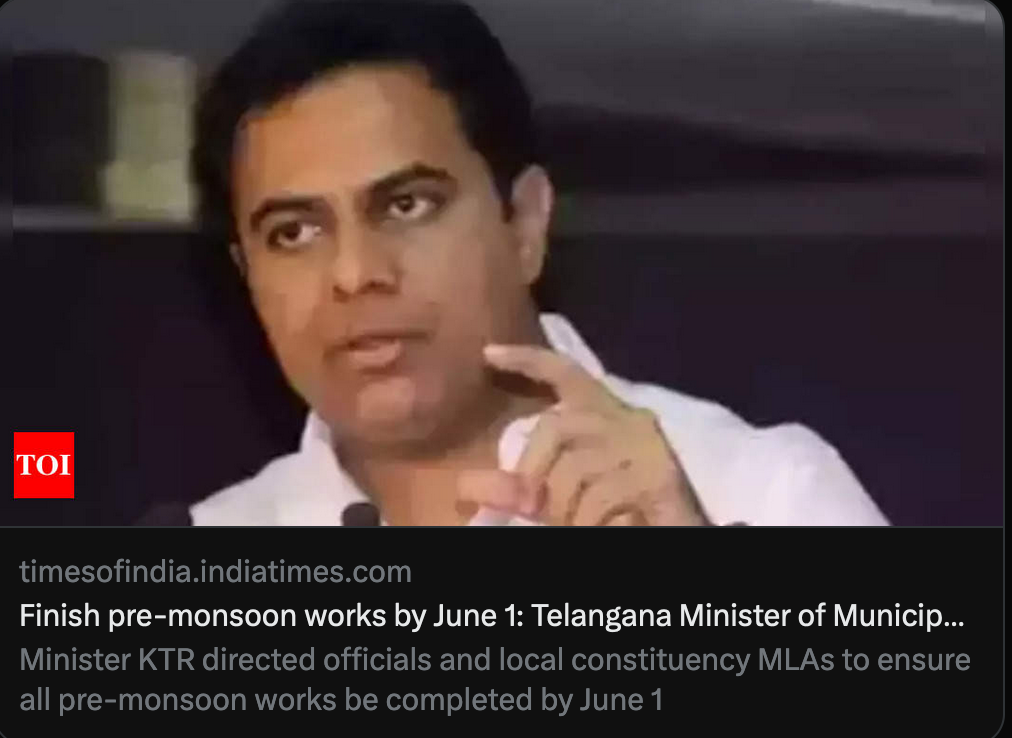 TOI
timesofindia.indiatimes.com
Finish pre-monsoon works by June 1: Telangana Minister of Municip...
Minister KTR directed officials and local constituency MLAs to ensure
all pre-monsoon works be completed by June 1